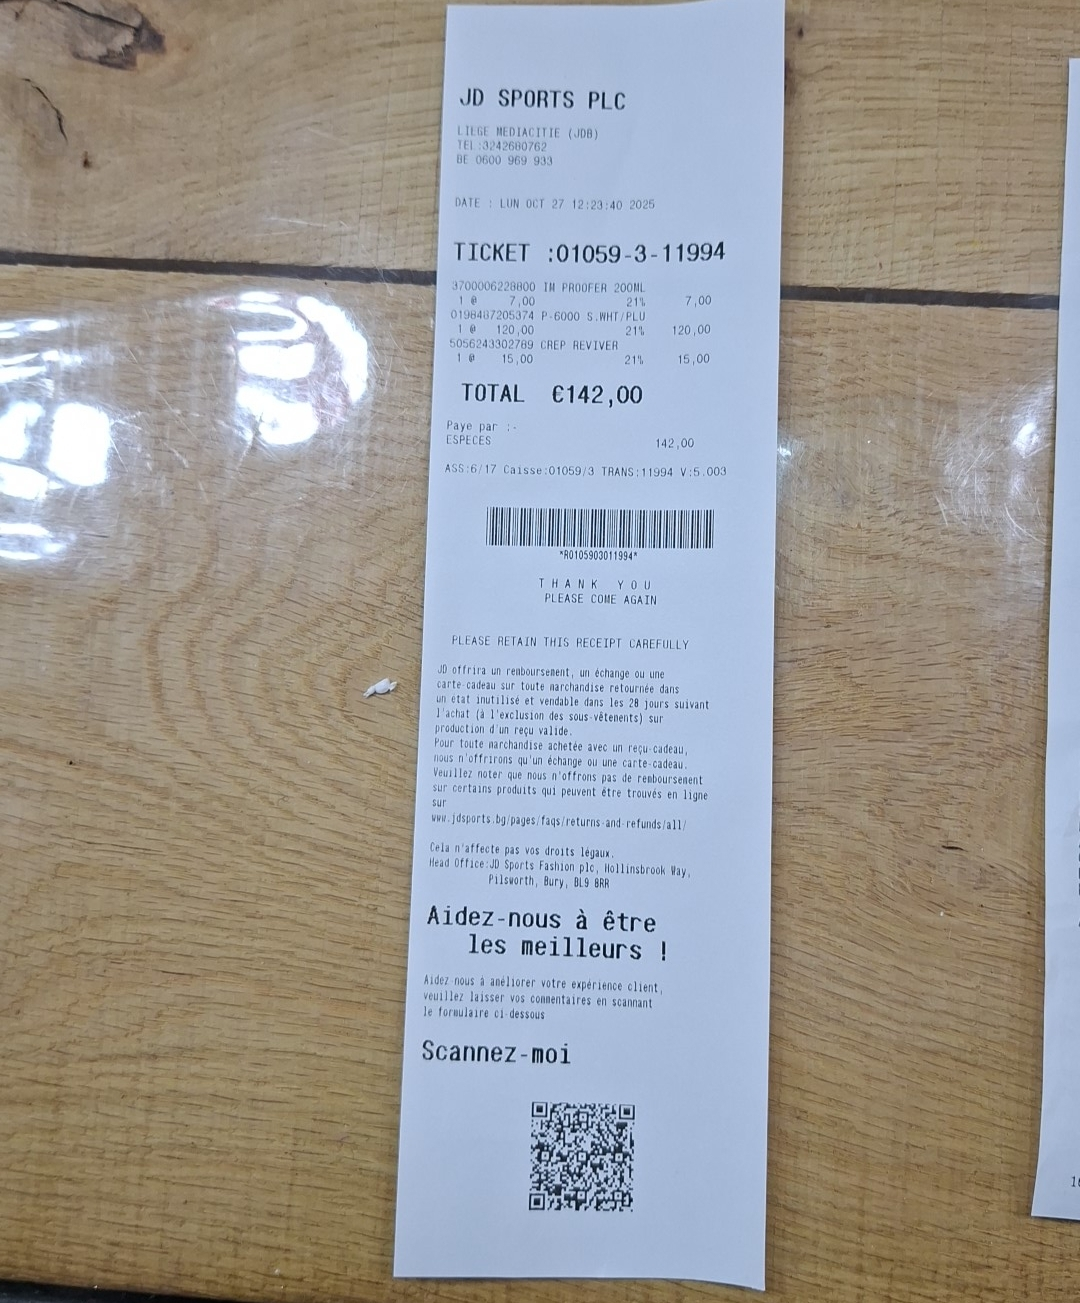 JD SPORTS PLC
LIEGE MEDIACITIE (JDB)
TEL:3242680762
BE 0600 969 933
DATE : LUN OCT 27 12:23:40 2025
TICKET :01059-3-11994
3700006228800 IM PROOFER 200ML
1 @ 7,00 21% 7,00
0198487205374 P-6000 S.WHT/PLU
1 @ 120,00 21% 120,00
5056243302789 CREP REVIVER
1 @ 15,00 21% 15,00
TOTAL €142,00
Paye par :-
ESPECES 142,00
ASS:6/17 Caisse:01059/3 TRANS:11994 V:5.003
*R0105903011994*
THANK YOU
PLEASE COME AGAIN
PLEASE RETAIN THIS RECEIPT CAREFULLY
JD offrira un remboursement, un échange ou une
carte-cadeau sur toute marchandise retournée dans
un état inutilisé et vendable dans les 28 jours suivant
l'achat (à l'exclusion des sous-vêtements) sur
production d'un reçu valide.
Pour toute marchandise achetée avec un reçu-cadeau,
nous n'offrirons qu'un échange ou une carte-cadeau.
Veuillez noter que nous n'offrons pas de remboursement
sur certains produits qui peuvent être trouvés en ligne
sur
www.jdsports.bg/pages/faqs/returns-and-refunds/all/
Cela n'affecte pas vos droits légaux.
Head Office:JD Sports Fashion plc, Hollinsbrook Way,
Pilsworth, Bury, BL9 8RR
Aidez-nous à être
les meilleurs !
Aidez nous à améliorer votre expérience client,
veuillez laisser vos commentaires en scannant
le formulaire ci-dessous
Scannez-moi